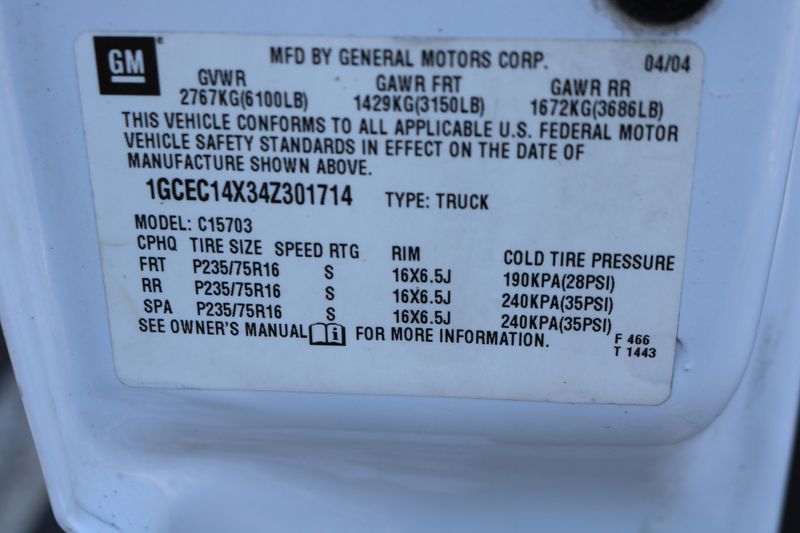 GM MFD BY GENERAL MOTORS CORP. 04/04
GVWR GAWR FRT GAWR RR
2767KG(6100LB) 1429KG(3150LB) 1672KG(3686LB)
THIS VEHICLE CONFORMS TO ALL APPLICABLE U.S. FEDERAL MOTOR
VEHICLE SAFETY STANDARDS IN EFFECT ON THE DATE OF
MANUFACTURE SHOWN ABOVE.
1GCEC14X34Z301714 TYPE: TRUCK
MODEL: C15703
CPHQ TIRE SIZE SPEED RTG RIM COLD TIRE PRESSURE
FRT P235/75R16 S 16X6.5J 190KPA(28PSI)
RR P235/75R16 S 16X6.5J 240KPA(35PSI)
SPA P235/75R16 S 16X6.5J 240KPA(35PSI)
SEE OWNER'S MANUAL FOR MORE INFORMATION.
F 466
T 1443